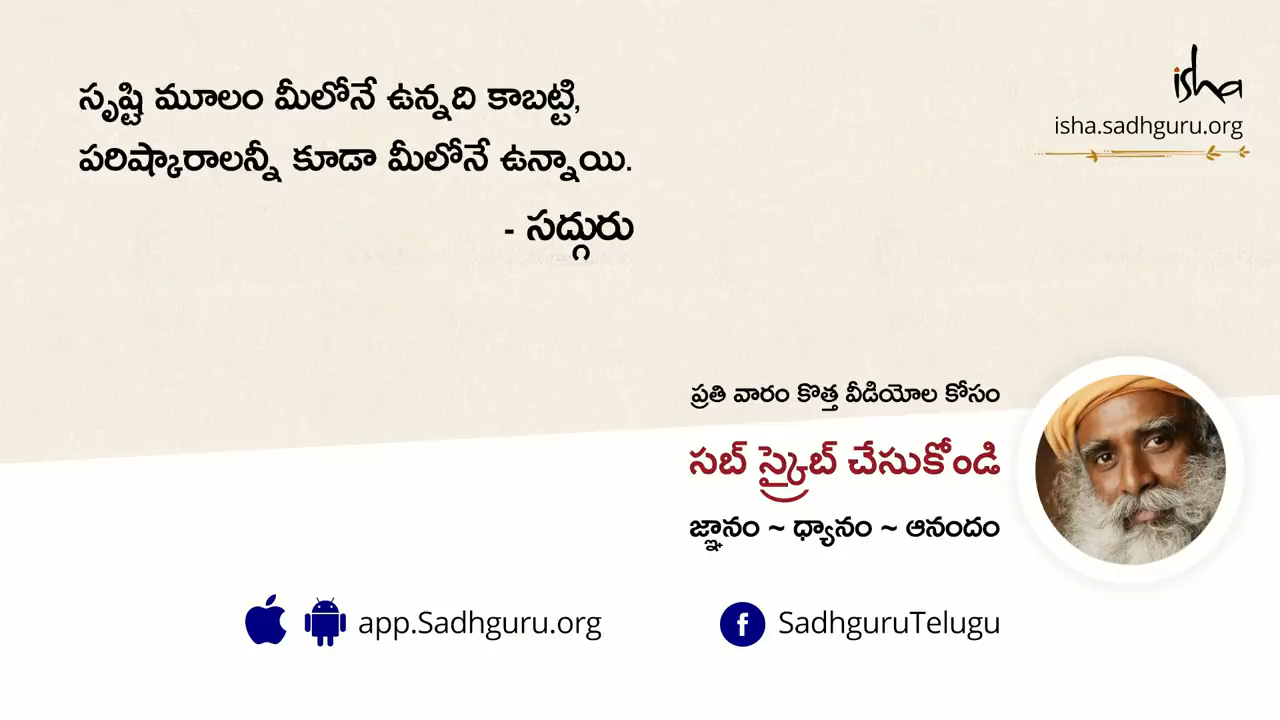 సృష్టి మూలం మీలోనే ఉన్నది కాబట్టి,
పరిష్కారాలన్నీ కూడా మీలోనే ఉన్నాయి.
- సద్గురు
isha
isha.sadhguru.org
ప్రతి వారం కొత్త వీడియోల కోసం
సబ్ స్క్రైబ్ చేసుకోండి
జ్ఞానం ~ ధ్యానం ~ ఆనందం
app.Sadhguru.org
SadhguruTelugu